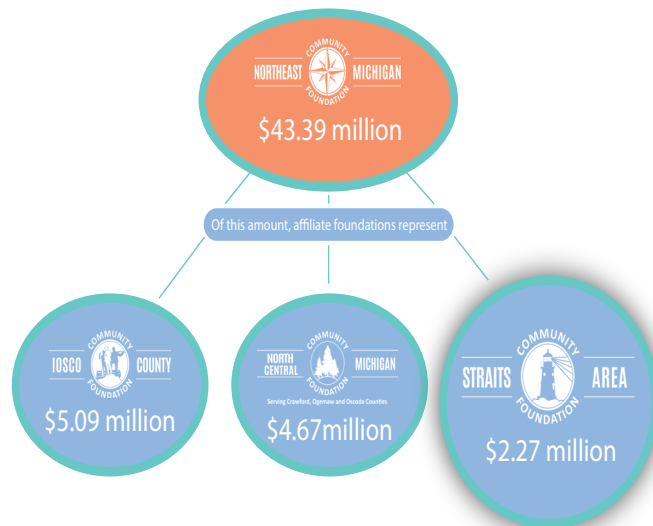 COMMUNITY
NORTHEAST MICHIGAN
FOUNDATION
$43.39 million
Of this amount, affiliate foundations represent
COMMUNITY
IOSCO COUNTY
FOUNDATION
$5.09 million
COMMUNITY
NORTH
CENTRAL MICHIGAN
FOUNDATION
Serving Crawford, Ogemaw and Oscoda Counties
$4.67million
COMMUNITY
STRAITS AREA
FOUNDATION
$2.27 million